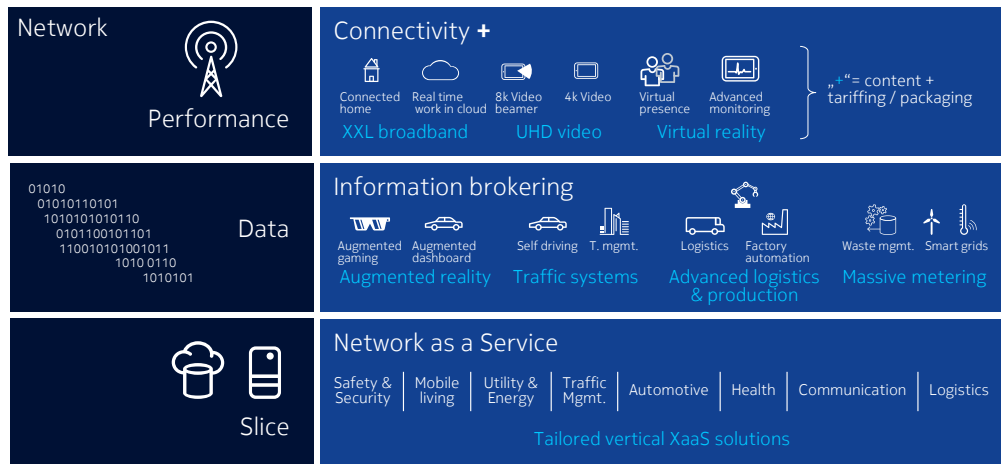 Network
Performance
Connectivity +
Connected
home
Real time
work in cloud
8k Video
beamer
4k Video
Virtual
presence
Advanced
monitoring
XXL broadband
UHD video
Virtual reality
„+“= content +
tariffing / packaging
01010
01010110101
1010101010110
0101100101101
110010101001011
1010 0110
1010101
Data
Information brokering
Augmented
gaming
Augmented
dashboard
Self driving
T. mgmt.
Logistics
Factory
automation
Waste mgmt.
Smart grids
Augmented reality
Traffic systems
Advanced logistics
& production
Massive metering
Slice
Network as a Service
Safety &
Security
Mobile
living
Utility &
Energy
Traffic
Mgmt.
Automotive
Health
Communication
Logistics
Tailored vertical XaaS solutions